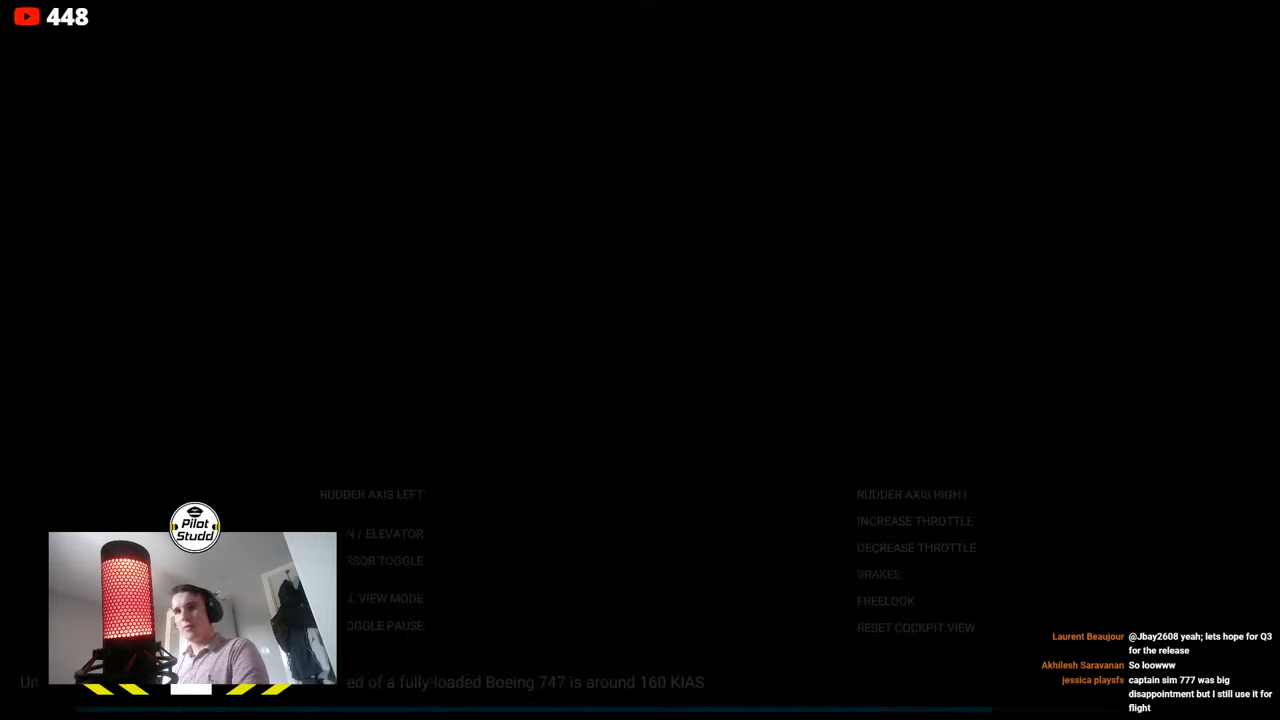 448
RUDDER AXIS LEFT
RUDDER AXIS RIGHT
INCREASE THROTTLE
N / ELEVATOR
DECREASE THROTTLE
RSOR TOGGLE
BRAKES
L VIEW MODE
FREELOOK
OGGLE PAUSE
RESET COCKPIT VIEW
Pilot
Studd
Laurent Beaujour @Jbay2608 yeah; lets hope for Q3
for the release
Akhilesh Saravanan So loowww
jessica playsfs captain sim 777 was big
disappointment but I still use it for
flight
Un
ed of a fully-loaded Boeing 747 is around 160 KIAS